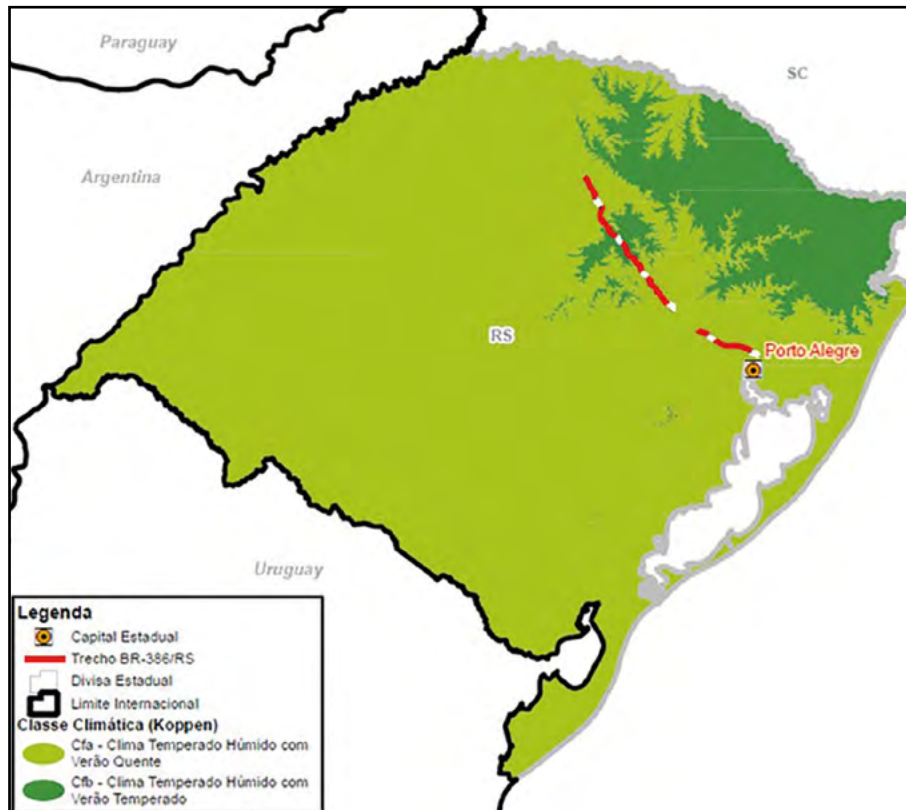 Paraguay
SC
Argentina
RS
Porto Alegre
Uruguay
Legenda
Capital Estadual
Trecho BR-386/RS
Divisa Estadual
Limite Internacional
Classe Climática (Koppen)
Cfa - Clima Temperado Húmido com
Verão Quente
Cfb - Clima Temperado Húmido com
Verão Temperado